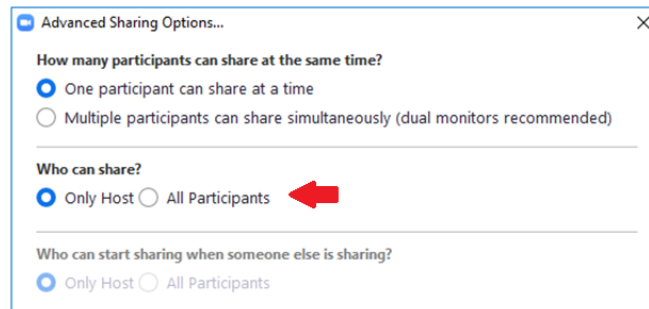 Advanced Sharing Options...
How many participants can share at the same time?
One participant can share at a time
Multiple participants can share simultaneously (dual monitors recommended)
Who can share?
Only Host All Participants
Who can start sharing when someone else is sharing?
Only Host All Participants